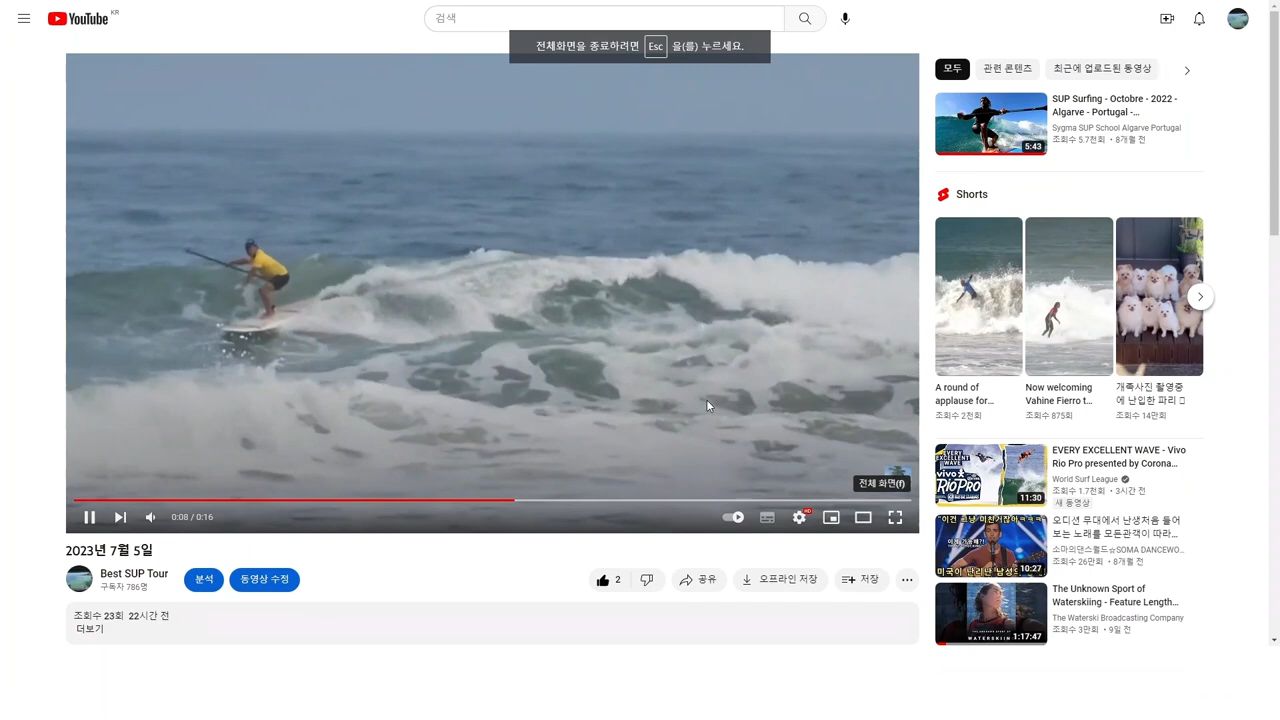 YouTube KR
검색
전체화면을 종료하려면 Esc 을(를) 누르세요.
모두
관련 콘텐츠
최근에 업로드된 동영상
SUP Surfing - Octobre - 2022 -
Algarve - Portugal -...
Sygma SUP School Algarve Portugal
조회수 5.7천회 • 8개월 전
5:43
Shorts
A round of
applause for...
조회수 2천회
Now welcoming
Vahine Fierro t...
조회수 875회
개족사진 촬영중
에 난입한 파리
조회수 14만회
전체 화면(f)
0:08 / 0:16
HD
2023년 7월 5일
Best SUP Tour
구독자 786명
분석
동영상 수정
2
공유
오프라인 저장
저장
조회수 23회 22시간 전
더보기
EVERY EXCELLENT WAVE - Vivo
Rio Pro presented by Corona...
World Surf League
조회수 1.7천회 • 3시간 전
새 동영상
EVERY
EXCELLENT
WAVE
vivo
RIO PRO
11:30
오디션 무대에서 난생처음 들어
보는 노래를 모든관객이 따라...
소마의댄스월드☆SOMA DANCEWO...
조회수 26만회 • 8개월 전
10:27
The Unknown Sport of
Waterskiing - Feature Length...
The Waterski Broadcasting Company
조회수 3만회 • 9일 전
1:17:47